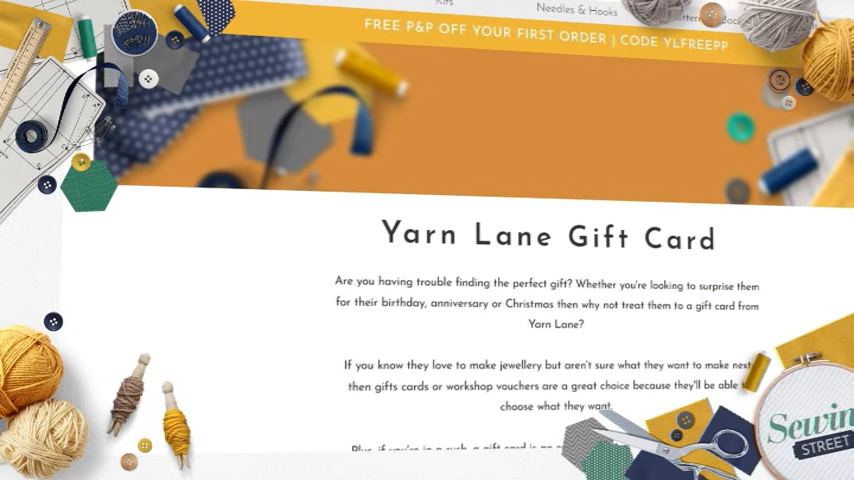 Kits
Needles & Hooks
FREE P&P OFF YOUR FIRST ORDER | CODE YLFREEPP
Yarn Lane Gift Card
Are you having trouble finding the perfect gift? Whether you're looking to surprise them
for their birthday, anniversary or Christmas then why not treat them to a gift card from
Yarn Lane?
If you know they love to make jewellery but aren't sure what they want to make next
then gifts cards or workshop vouchers are a great choice because they'll be able
choose what they want.
Sewin
STREET